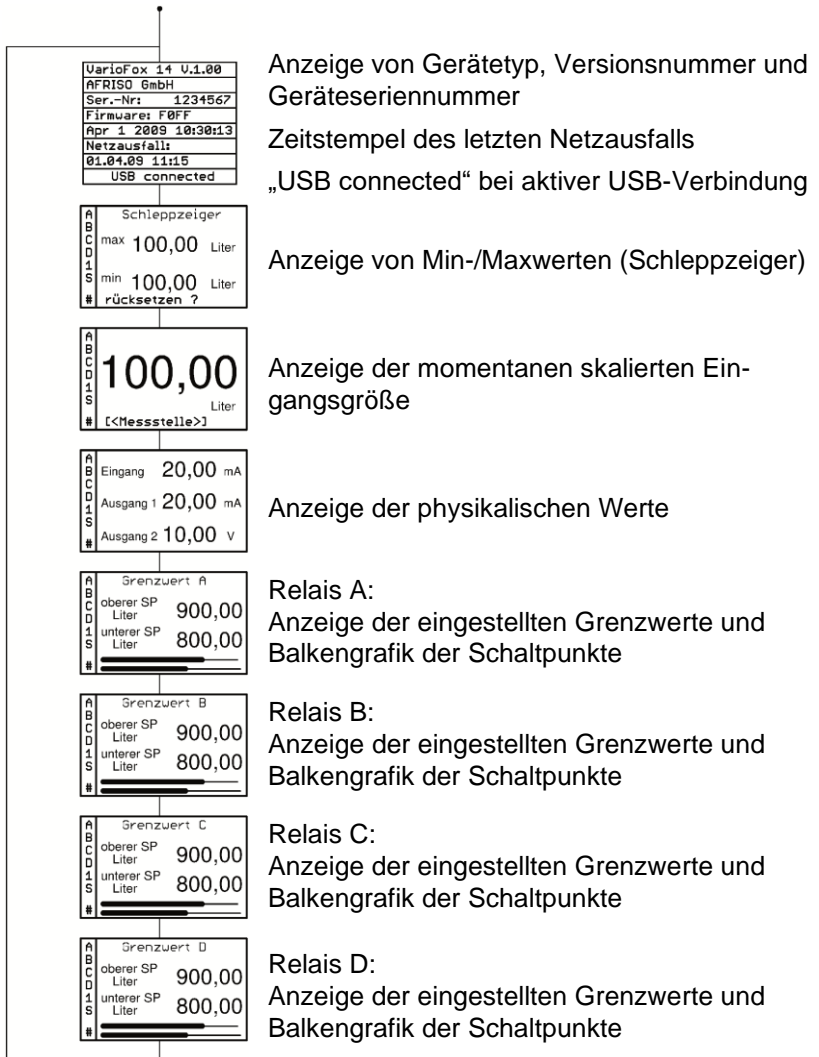 VarioFox 14 V.1.00
AFRISO GmbH
Ser.-Nr: 1234567
Firmware: F0FF
Apr 1 2009 10:30:13
Netzausfall:
01.04.09 11:15
USB connected
Anzeige von Gerätetyp, Versionsnummer und
Geräteseriennummer
Zeitstempel des letzten Netzausfalls
„USB connected“ bei aktiver USB-Verbindung
A
B
C
D
1
S
#
Schleppzeiger
max 100,00 Liter
min 100,00 Liter
rücksetzen ?
Anzeige von Min-/Maxwerten (Schleppzeiger)
A
B
C
D
1
S
#
100,00
Liter
[<Messstelle>]
Anzeige der momentanen skalierten Ein-
gangsgröße
A
B
C
D
1
S
#
Eingang 20,00 mA
Ausgang 1 20,00 mA
Ausgang 2 10,00 V
Anzeige der physikalischen Werte
A
B
C
D
1
S
#
Grenzwert A
oberer SP
Liter 900,00
unterer SP
Liter 800,00
Relais A:
Anzeige der eingestellten Grenzwerte und
Balkengrafik der Schaltpunkte
A
B
C
D
1
S
#
Grenzwert B
oberer SP
Liter 900,00
unterer SP
Liter 800,00
Relais B:
Anzeige der eingestellten Grenzwerte und
Balkengrafik der Schaltpunkte
A
B
C
D
1
S
#
Grenzwert C
oberer SP
Liter 900,00
unterer SP
Liter 800,00
Relais C:
Anzeige der eingestellten Grenzwerte und
Balkengrafik der Schaltpunkte
A
B
C
D
1
S
#
Grenzwert D
oberer SP
Liter 900,00
unterer SP
Liter 800,00
Relais D:
Anzeige der eingestellten Grenzwerte und
Balkengrafik der Schaltpunkte